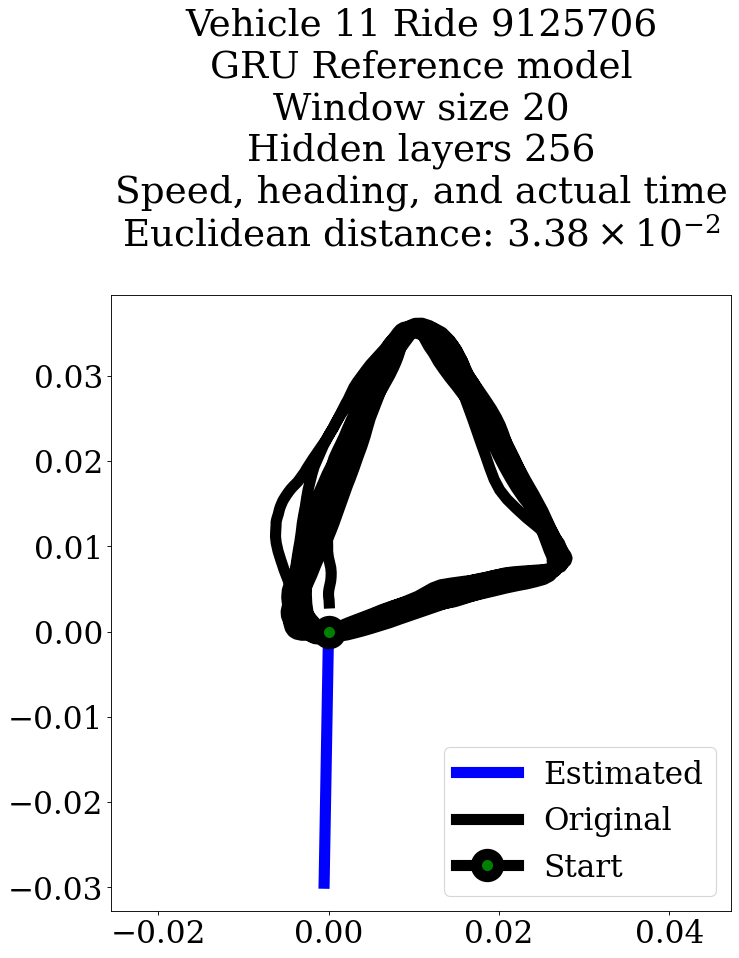 Vehicle 11 Ride 9125706
GRU Reference model
Window size 20
Hidden layers 256
Speed, heading, and actual time
Euclidean distance: 3.38 × 10⁻²
0.03
0.02
0.01
0.00
−0.01
−0.02
−0.03
Estimated
Original
Start
−0.02 0.00 0.02 0.04